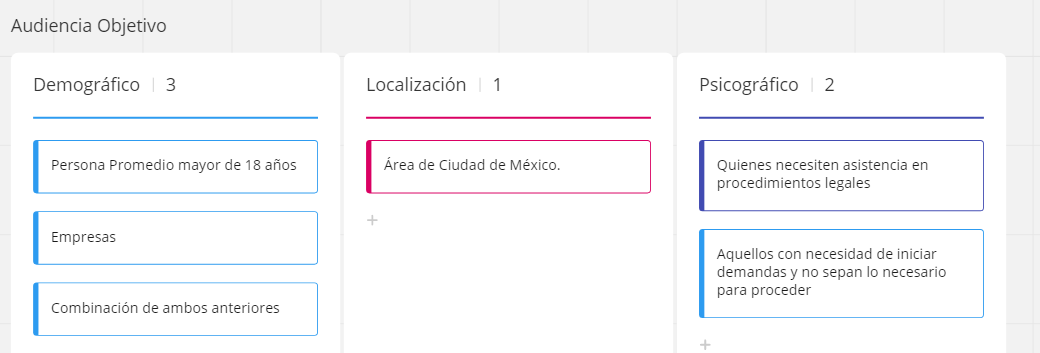 Audiencia Objetivo
Demográfico | 3
Persona Promedio mayor de 18 años
Empresas
Combinación de ambos anteriores
Localización | 1
Área de Ciudad de México.
+
Psicográfico | 2
Quienes necesiten asistencia en
procedimientos legales
Aquellos con necesidad de iniciar
demandas y no sepan lo necesario
para proceder
+